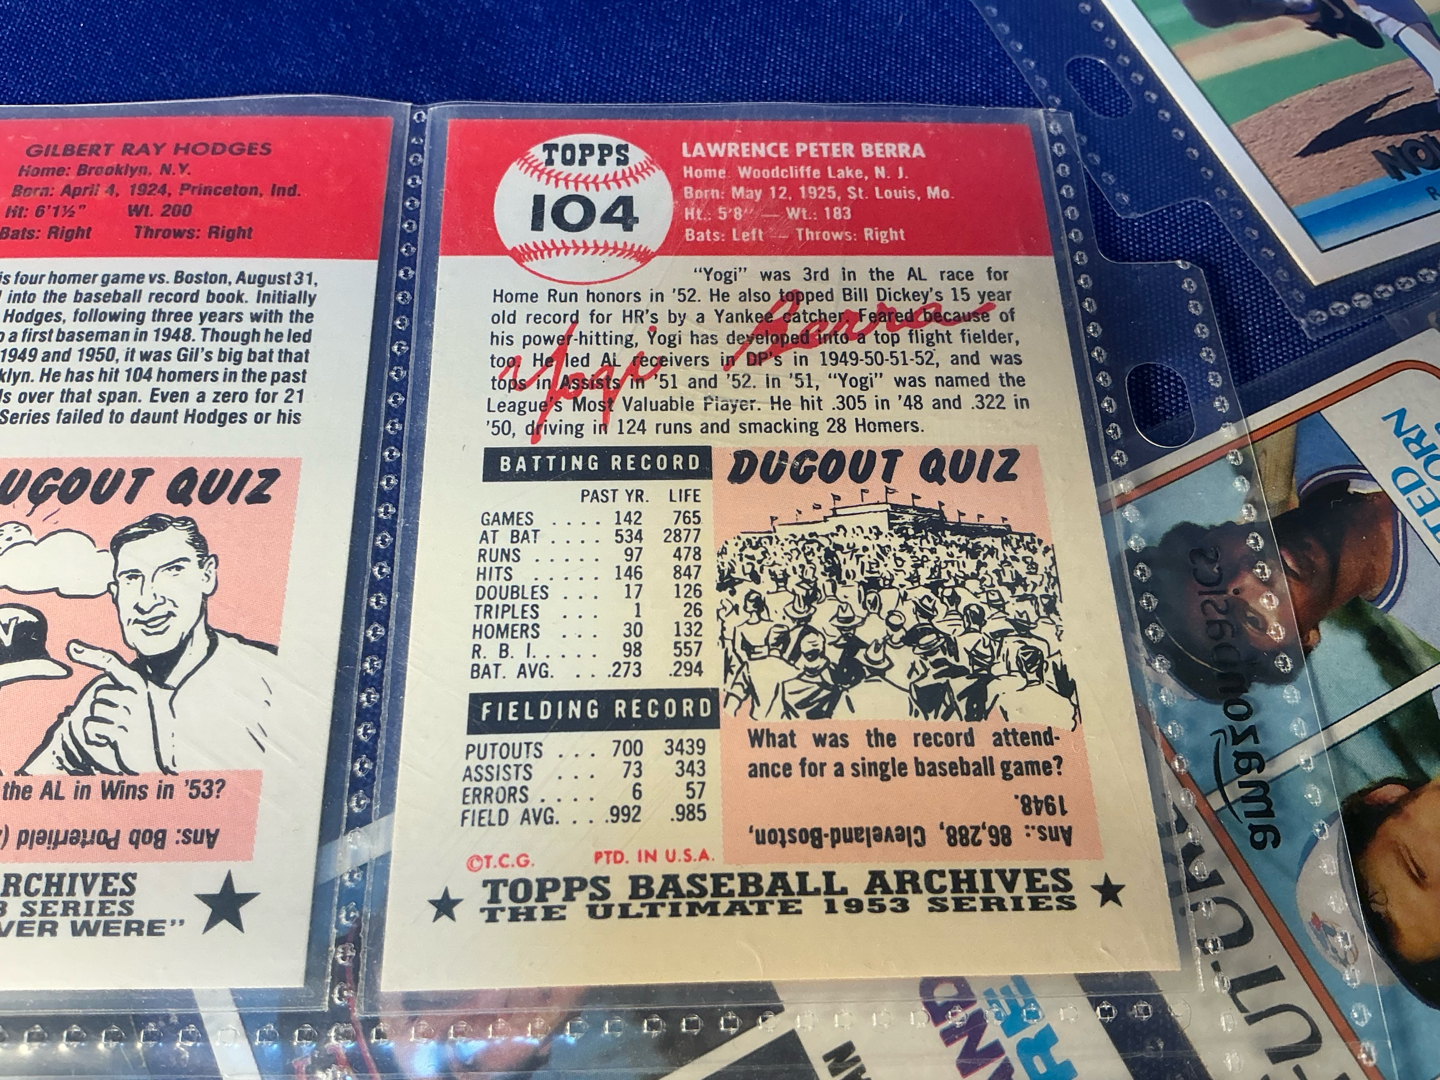 GILBERT RAY HODGES
Home: Brooklyn, N.Y.
Born: April 4, 1924, Princeton, Ind.
Ht: 6'1½" Wt. 200
Bats: Right Throws: Right
is four homer game vs. Boston, August 31,
into the baseball record book. Initially
Hodges, following three years with the
o a first baseman in 1948. Though he led
1949 and 1950, it was Gil's big bat that
klyn. He has hit 104 homers in the past
ls over that span. Even a zero for 21
Series failed to daunt Hodges or his
UGOUT QUIZ
V
the AL in Wins in '53?
Ans: Bob Porterfield (
RCHIVES
3 SERIES
VER WERE"
TOPPS
104
LAWRENCE PETER BERRA
Home: Woodcliffe Lake, N. J.
Born: May 12, 1925, St. Louis, Mo.
Ht.: 5'8" — Wt.: 183
Bats: Left — Throws: Right
"Yogi" was 3rd in the AL race for
Home Run honors in '52. He also topped Bill Dickey's 15 year
old record for HR's by a Yankee catcher. Feared because of
his power-hitting, Yogi has developed into a top flight fielder,
too. He led AL receivers in DP's in 1949-50-51-52, and was
tops in Assists in '51 and '52. In '51, "Yogi" was named the
League's Most Valuable Player. He hit .305 in '48 and .322 in
'50, driving in 124 runs and smacking 28 Homers.
Yogi Berra
BATTING RECORD
PAST YR. LIFE
GAMES .... 142 765
AT BAT .... 534 2877
RUNS .... 97 478
HITS ..... 146 847
DOUBLES ... 17 126
TRIPLES ... 1 26
HOMERS ... 30 132
R. B. I..... 98 557
BAT. AVG. ... .273 .294
FIELDING RECORD
PUTOUTS ... 700 3439
ASSISTS ... 73 343
ERRORS .... 6 57
FIELD AVG. ... .992 .985
©T.C.G. PTD. IN U.S.A.
DUGOUT QUIZ
What was the record attend-
ance for a single baseball game?
Ans.: 86,288, Cleveland-Boston,
1948.
TOPPS BASEBALL ARCHIVES
THE ULTIMATE 1953 SERIES
NOL
R
TED
ORN
amazon basics
FUTURE
AND
RE